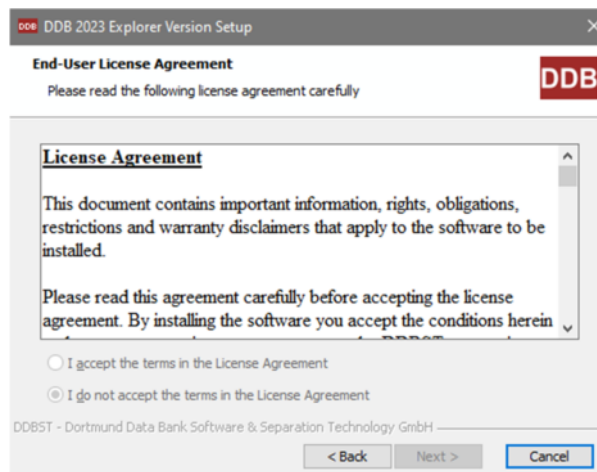 DDB DDB 2023 Explorer Version Setup
End-User License Agreement
Please read the following license agreement carefully
DDB
License Agreement
This document contains important information, rights, obligations,
restrictions and warranty disclaimers that apply to the software to be
installed.
Please read this agreement carefully before accepting the license
agreement. By installing the software you accept the conditions herein
I accept the terms in the License Agreement
I do not accept the terms in the License Agreement
DDBST - Dortmund Data Bank Software & Separation Technology GmbH
< Back Next > Cancel